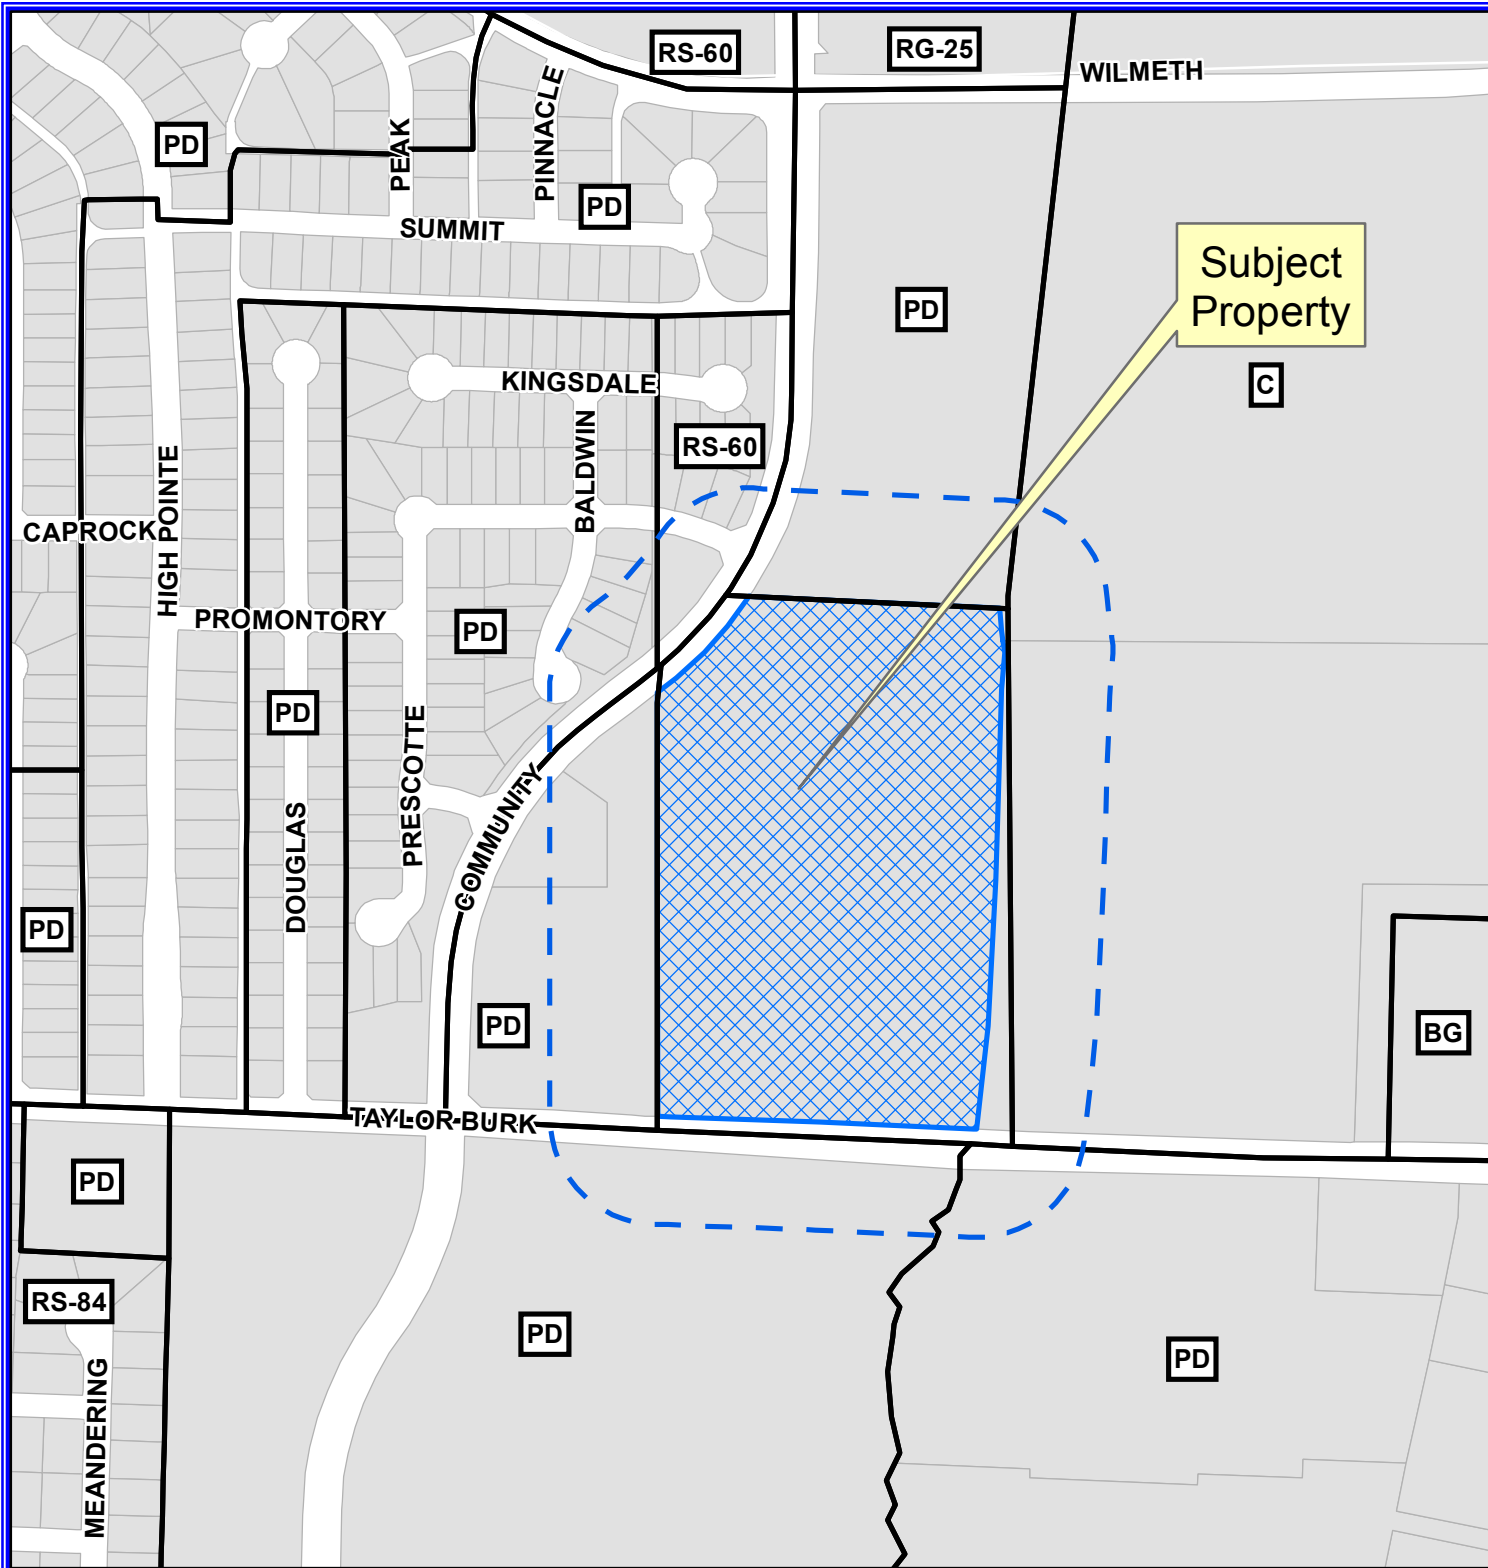 RS-60
RG-25
WILMETH
PINNACLE
PEAK
PD
PD
SUMMIT
Subject
Property
PD
C
KINGSDALE
BALDWIN
RS-60
HIGH POINTE
CAPROCK
PROMONTORY
PD
PD
PRESCOTTE
DOUGLAS
COMMUNITY
PD
PD
BG
TAYLOR-BURK
PD
RS-84
PD
PD
MEANDERING